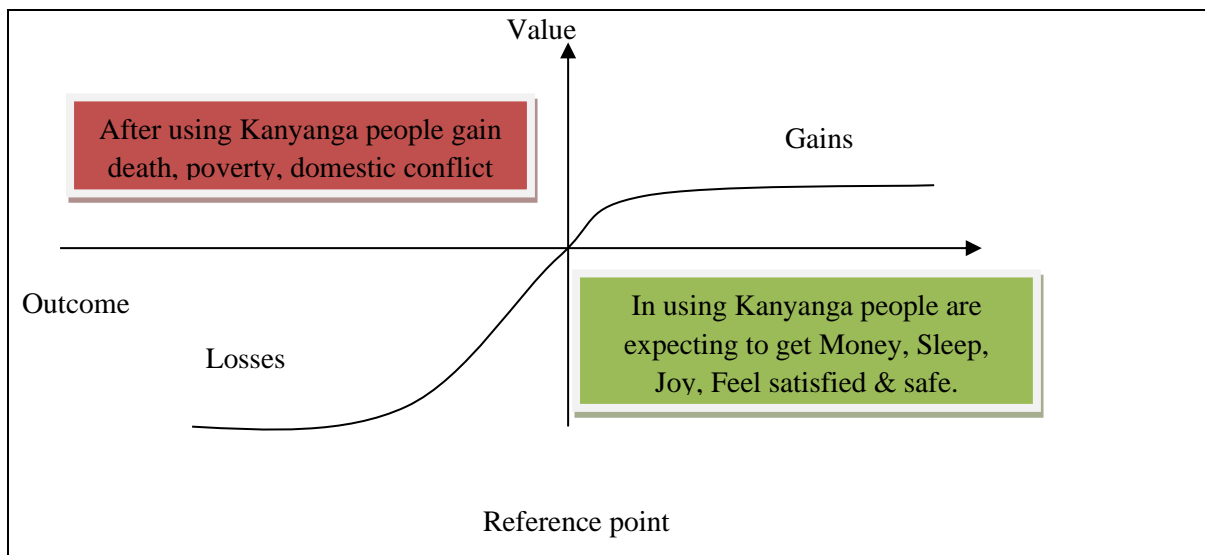 Value
After using Kanyanga people gain
death, poverty, domestic conflict
Gains
Outcome
In using Kanyanga people are
expecting to get Money, Sleep,
Joy, Feel satisfied & safe.
Losses
Reference point